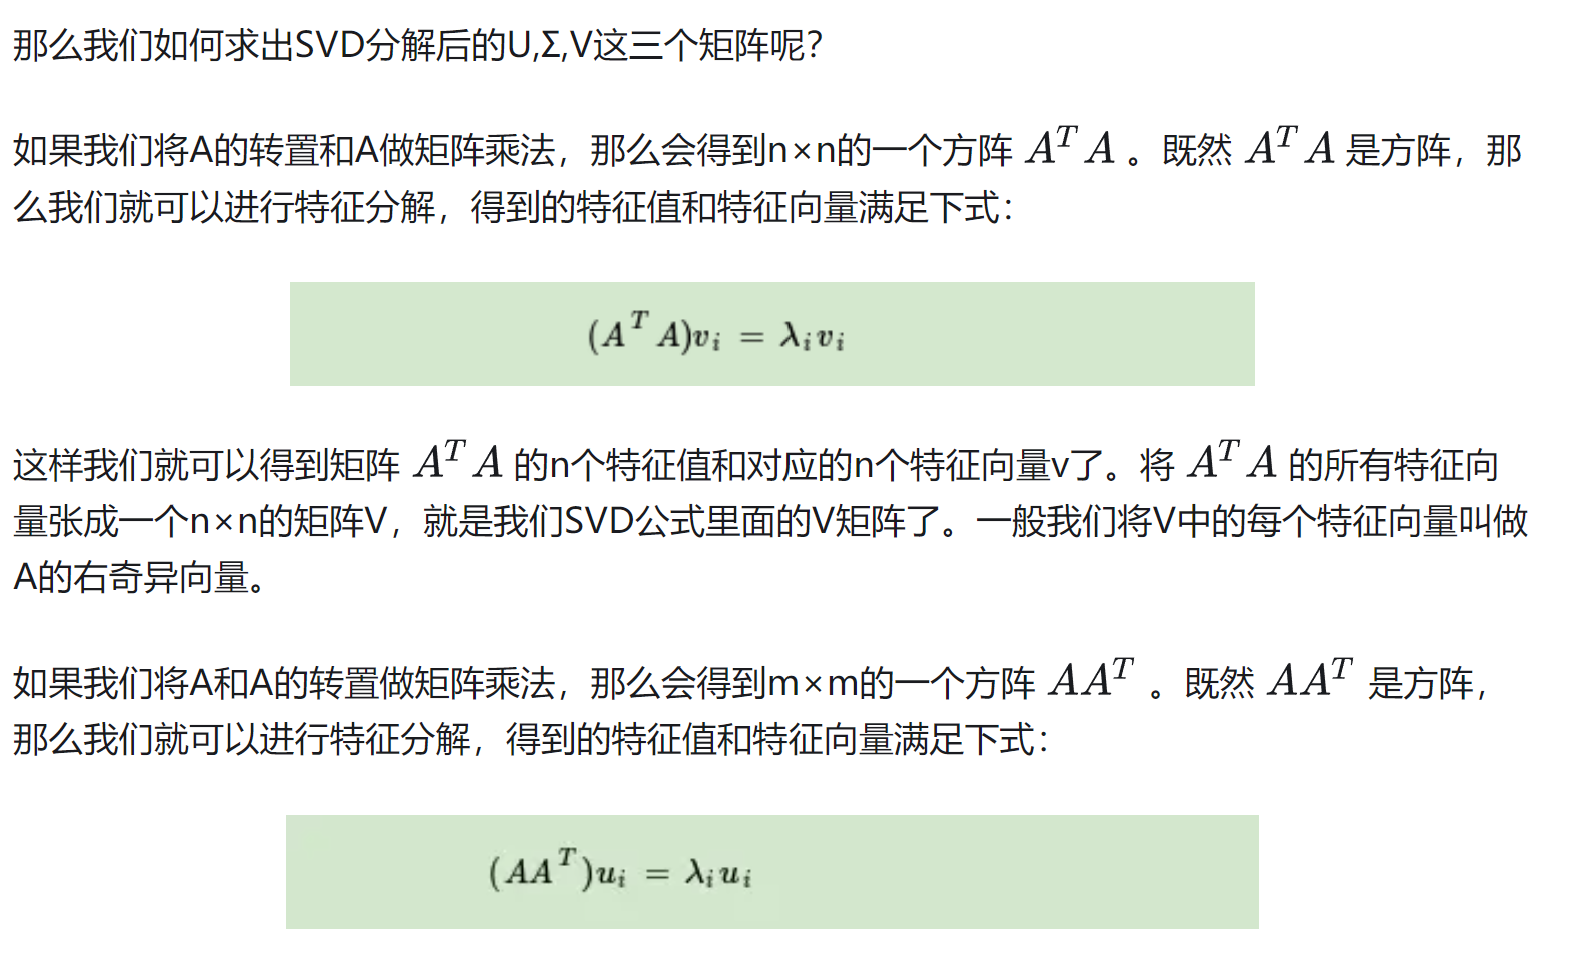 那么我们如何求出SVD分解后的U,Σ,V这三个矩阵呢？
如果我们将A的转置和A做矩阵乘法，那么会得到n×n的一个方阵 $A^T A$ 。既然 $A^T A$ 是方阵，那
么我们就可以进行特征分解，得到的特征值和特征向量满足下式：
$(A^T A)v_i = \lambda_i v_i$
这样我们就可以得到矩阵 $A^T A$ 的n个特征值和对应的n个特征向量v了。将 $A^T A$ 的所有特征向
量张成一个n×n的矩阵V，就是我们SVD公式里面的V矩阵了。一般我们将V中的每个特征向量叫做
A的右奇异向量。
如果我们将A和A的转置做矩阵乘法，那么会得到m×m的一个方阵 $AA^T$ 。既然 $AA^T$ 是方阵，
那么我们就可以进行特征分解，得到的特征值和特征向量满足下式：
$(AA^T)u_i = \lambda_i u_i$